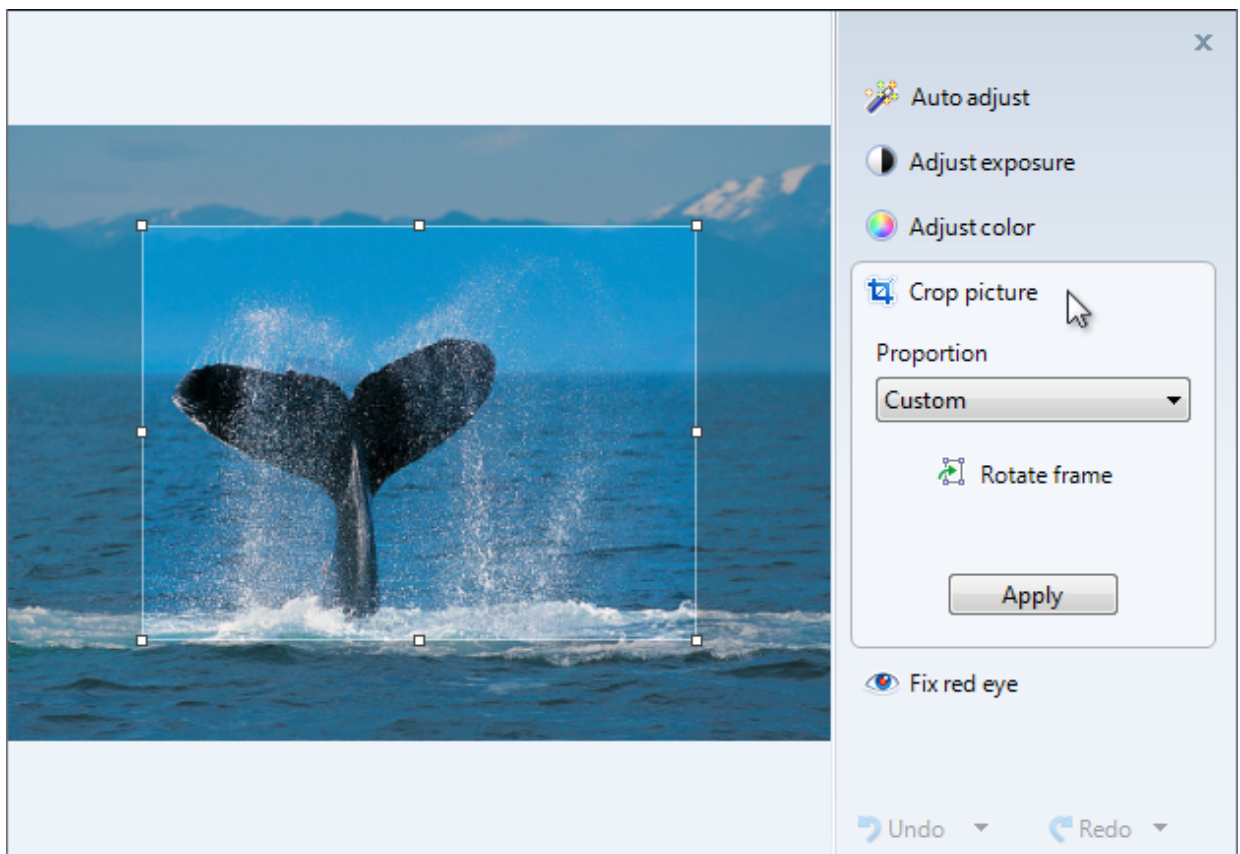 x
Auto adjust
Adjust exposure
Adjust color
Crop picture
Proportion
Custom
Rotate frame
Apply
Fix red eye
Undo Redo